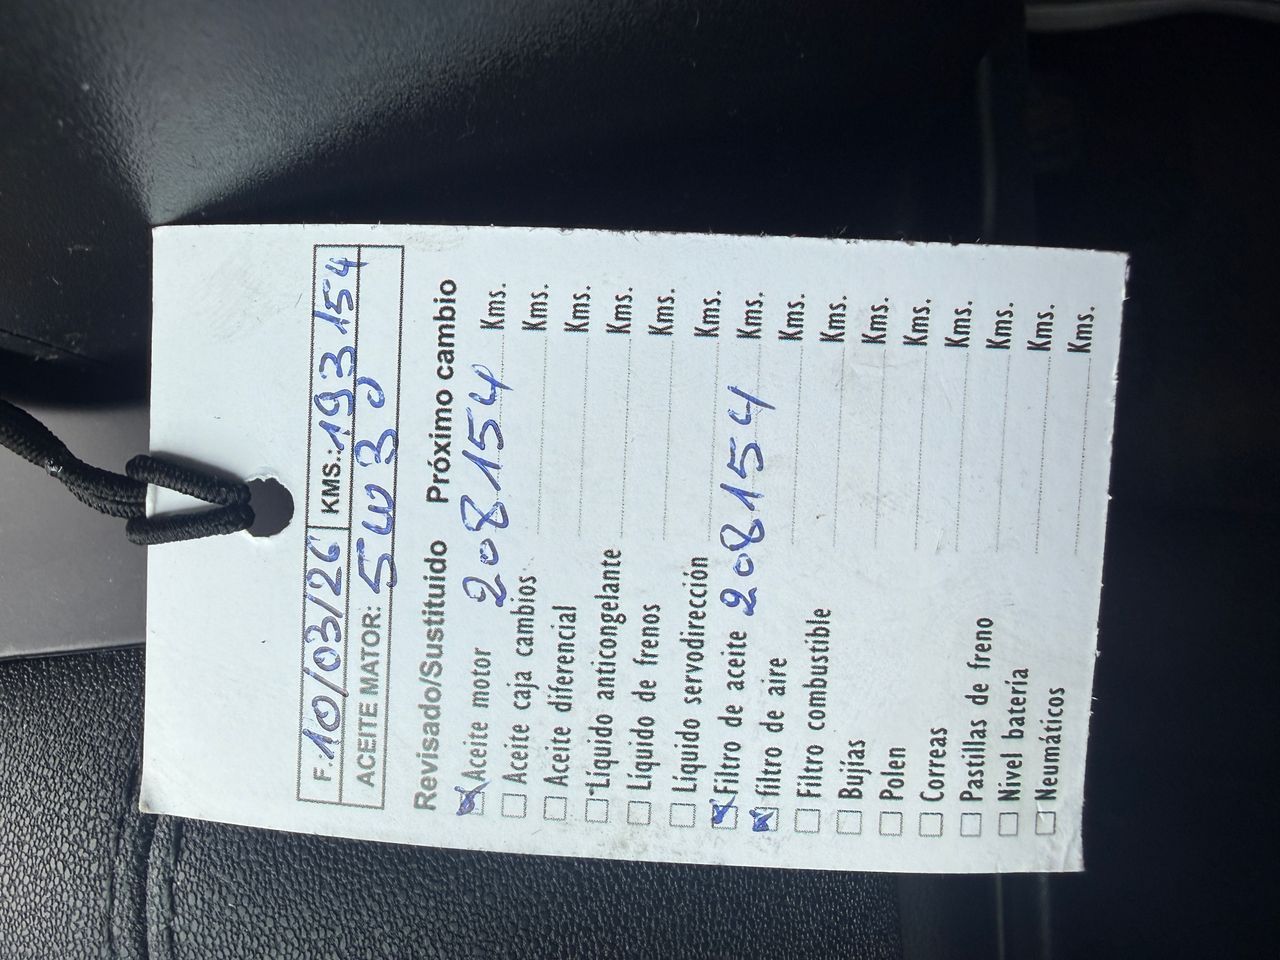 F: 10/03/26 KMS.: 193154
ACEITE MATOR: 5W30
Revisado/Sustituido Próximo cambio
Aceite motor 208154 Kms.
Aceite caja cambios Kms.
Aceite diferencial Kms.
Líquido anticongelante Kms.
Líquido de frenos Kms.
Líquido servodirección Kms.
Filtro de aceite 208154 Kms.
filtro de aire Kms.
Filtro combustible Kms.
Bujías Kms.
Polen Kms.
Correas Kms.
Pastillas de freno Kms.
Nivel batería Kms.
Neumáticos Kms.